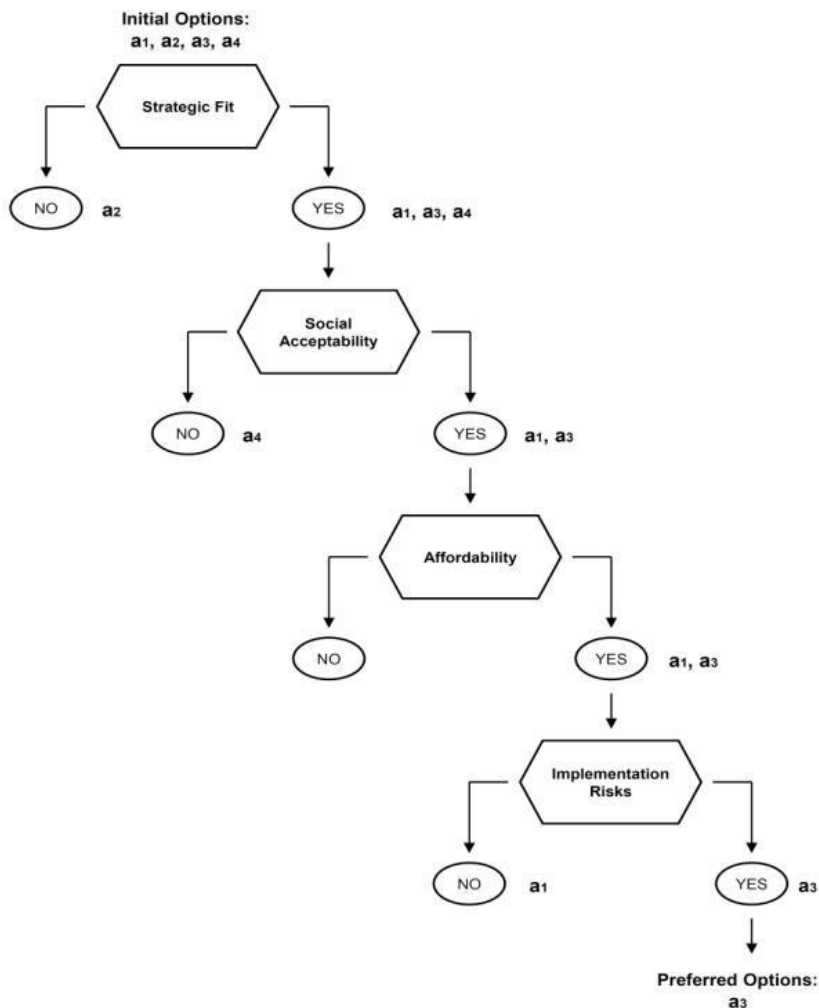 Initial Options:
a1, a2, a3, a4
Strategic Fit
NO
a2
YES
a1, a3, a4
Social
Acceptability
NO
a4
YES
a1, a3
Affordability
NO
YES
a1, a3
Implementation
Risks
NO
a1
YES
a3
Preferred Options:
a3